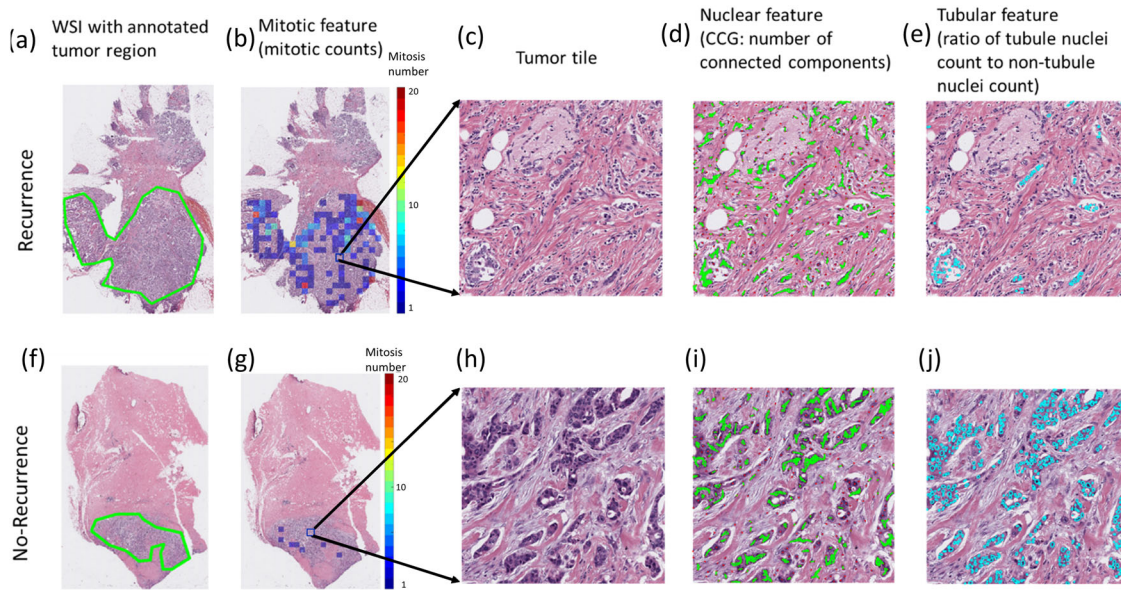 (a)
WSI with annotated
tumor region
(b)
Mitotic feature
(mitotic counts)
(c)
Tumor tile
(d)
Nuclear feature
(CCG: number of
connected components)
(e)
Tubular feature
(ratio of tubule nuclei
count to non-tubule
nuclei count)
Mitosis
number
20
10
1
Recurrence
(f)
(g)
Mitosis
number
20
10
1
(h)
(i)
(j)
No-Recurrence